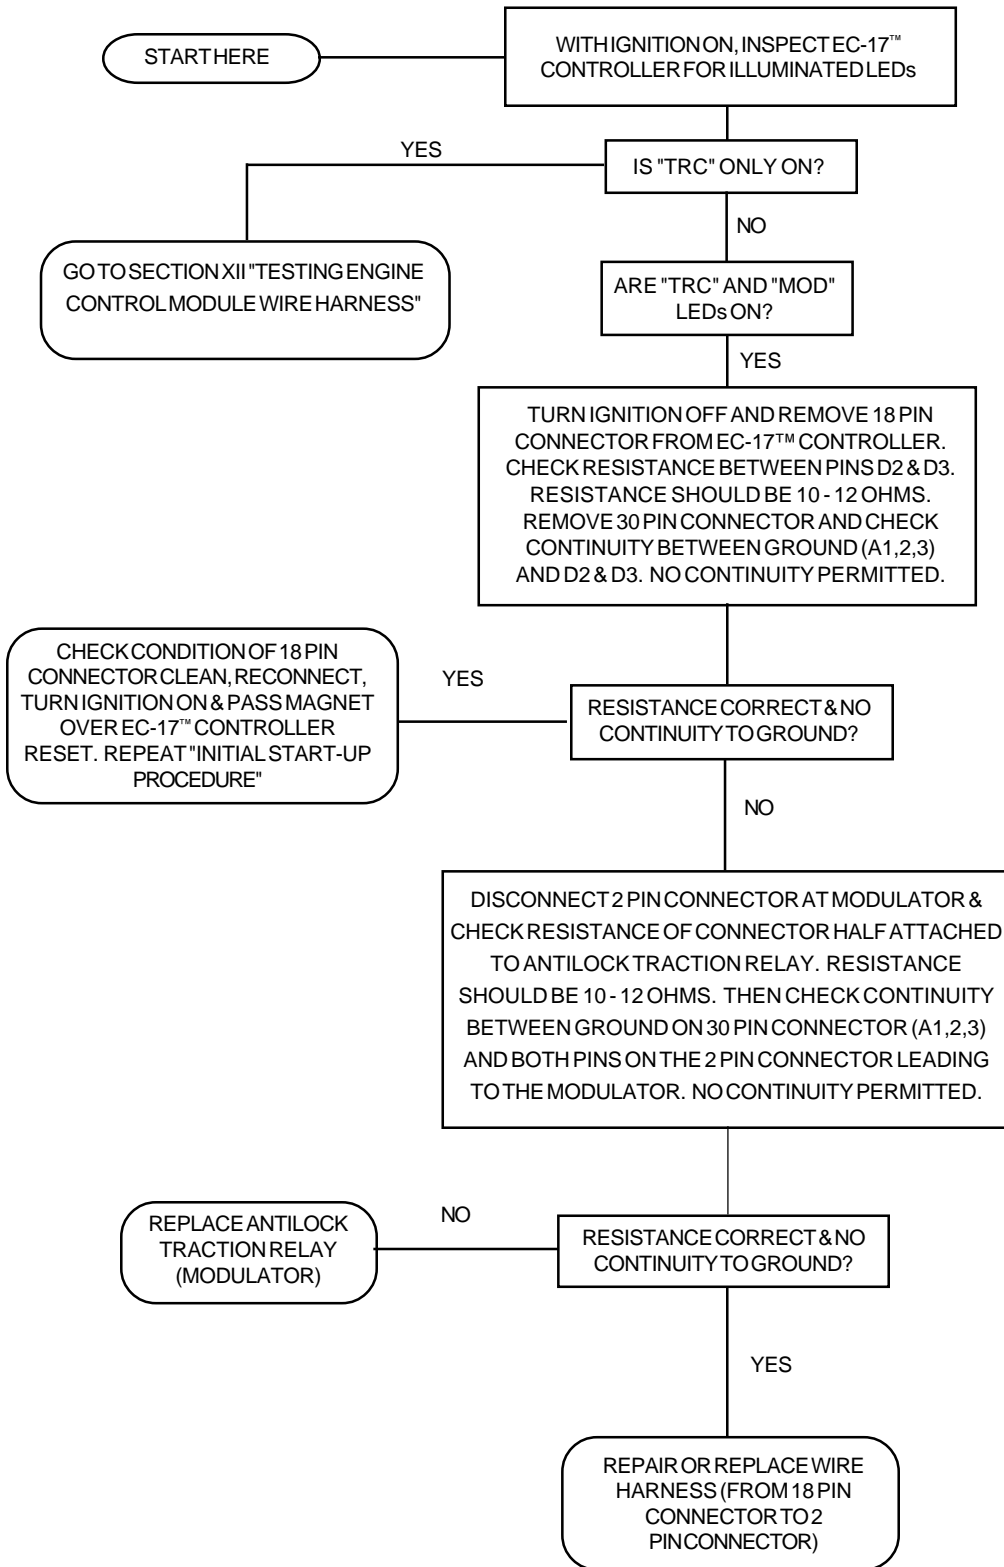 START HERE
WITH IGNITION ON, INSPECT EC-17™
CONTROLLER FOR ILLUMINATED LEDs
YES
IS "TRC" ONLY ON?
NO
GO TO SECTION XII "TESTING ENGINE
CONTROL MODULE WIRE HARNESS"
ARE "TRC" AND "MOD"
LEDs ON?
YES
TURN IGNITION OFF AND REMOVE 18 PIN
CONNECTOR FROM EC-17™ CONTROLLER.
CHECK RESISTANCE BETWEEN PINS D2 & D3.
RESISTANCE SHOULD BE 10 - 12 OHMS.
REMOVE 30 PIN CONNECTOR AND CHECK
CONTINUITY BETWEEN GROUND (A1,2,3)
AND D2 & D3. NO CONTINUITY PERMITTED.
CHECK CONDITION OF 18 PIN
CONNECTOR CLEAN, RECONNECT,
TURN IGNITION ON & PASS MAGNET
OVER EC-17™ CONTROLLER
RESET. REPEAT "INITIAL START-UP
PROCEDURE"
YES
RESISTANCE CORRECT & NO
CONTINUITY TO GROUND?
NO
DISCONNECT 2 PIN CONNECTOR AT MODULATOR &
CHECK RESISTANCE OF CONNECTOR HALF ATTACHED
TO ANTILOCK TRACTION RELAY. RESISTANCE
SHOULD BE 10 - 12 OHMS. THEN CHECK CONTINUITY
BETWEEN GROUND ON 30 PIN CONNECTOR (A1,2,3)
AND BOTH PINS ON THE 2 PIN CONNECTOR LEADING
TO THE MODULATOR. NO CONTINUITY PERMITTED.
REPLACE ANTILOCK
TRACTION RELAY
(MODULATOR)
NO
RESISTANCE CORRECT & NO
CONTINUITY TO GROUND?
YES
REPAIR OR REPLACE WIRE
HARNESS (FROM 18 PIN
CONNECTOR TO 2
PIN CONNECTOR)